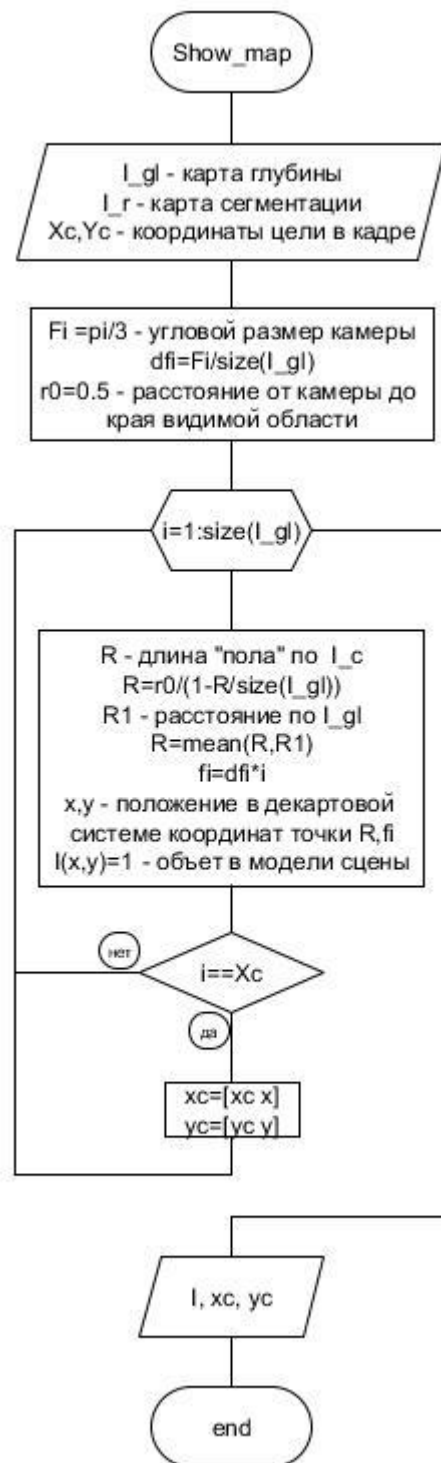 Show_map
I_gl - карта глубины
I_r - карта сегментации
Xc,Yc - координаты цели в кадре
Fi =pi/3 - угловой размер камеры
dfi=Fi/size(I_gl)
r0=0.5 - расстояние от камеры до
края видимой области
i=1:size(I_gl)
R - длина "пола" по I_c
R=r0/(1-R/size(I_gl))
R1 - расстояние по I_gl
R=mean(R,R1)
fi=dfi*i
x,y - положение в декартовой
системе координат точки R,fi
I(x,y)=1 - объет в модели сцены
нет
i==Xc
да
xc=[xc x]
yc=[yc y]
I, xc, yc
end